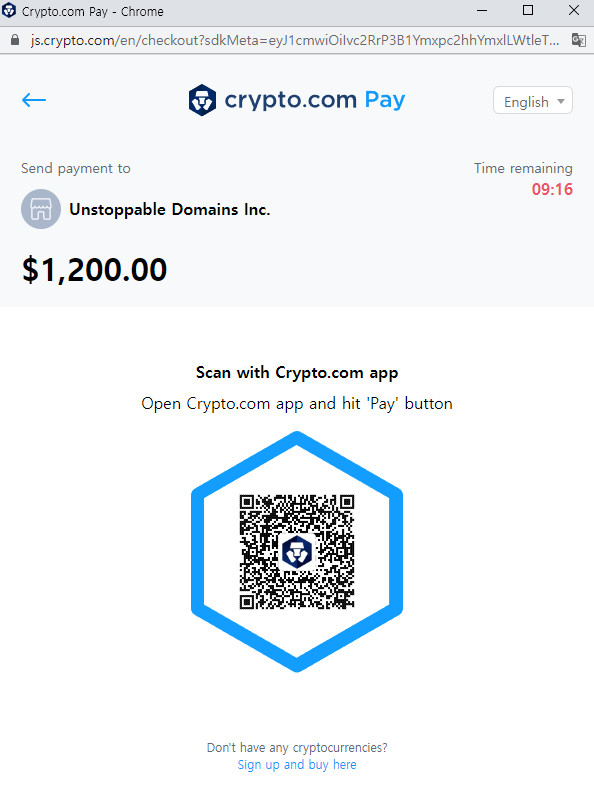 Crypto.com Pay - Chrome
js.crypto.com/en/checkout?sdkMeta=eyJ1cmwiOiIvc2RrP3B1Ymxpc2hhYmxlLWtleT...
crypto.com Pay
English
Send payment to
Time remaining
09:16
Unstoppable Domains Inc.
$1,200.00
Scan with Crypto.com app
Open Crypto.com app and hit 'Pay' button
Don't have any cryptocurrencies?
Sign up and buy here